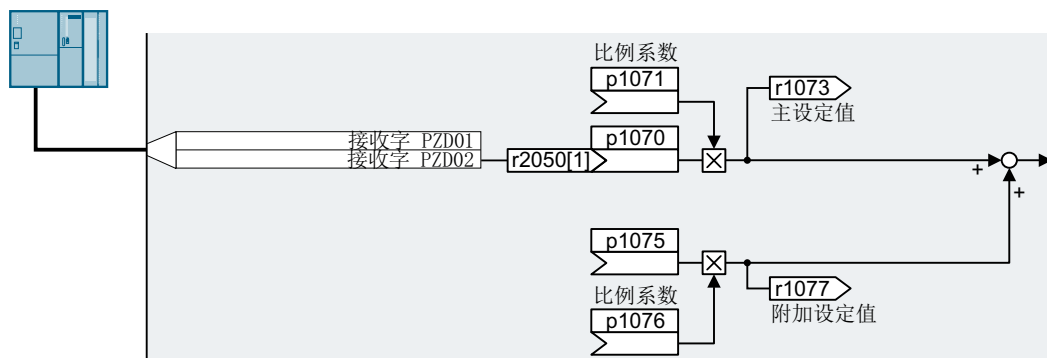 比例系数
p1071
r1073
主设定值
接收字 PZD01
p1070
接收字 PZD02
r2050[1]
+
+
p1075
比例系数
r1077
p1076
附加设定值